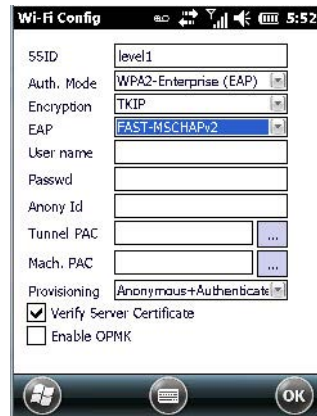 Wi-Fi Config 5:52
SSID level1
Auth. Mode WPA2-Enterprise (EAP)
Encryption TKIP
EAP FAST-MSCHAPv2
User name
Passwd
Anony Id
Tunnel PAC ...
Mach. PAC ...
Provisioning Anonymous+Authenticate
Verify Server Certificate
Enable OPMK
OK